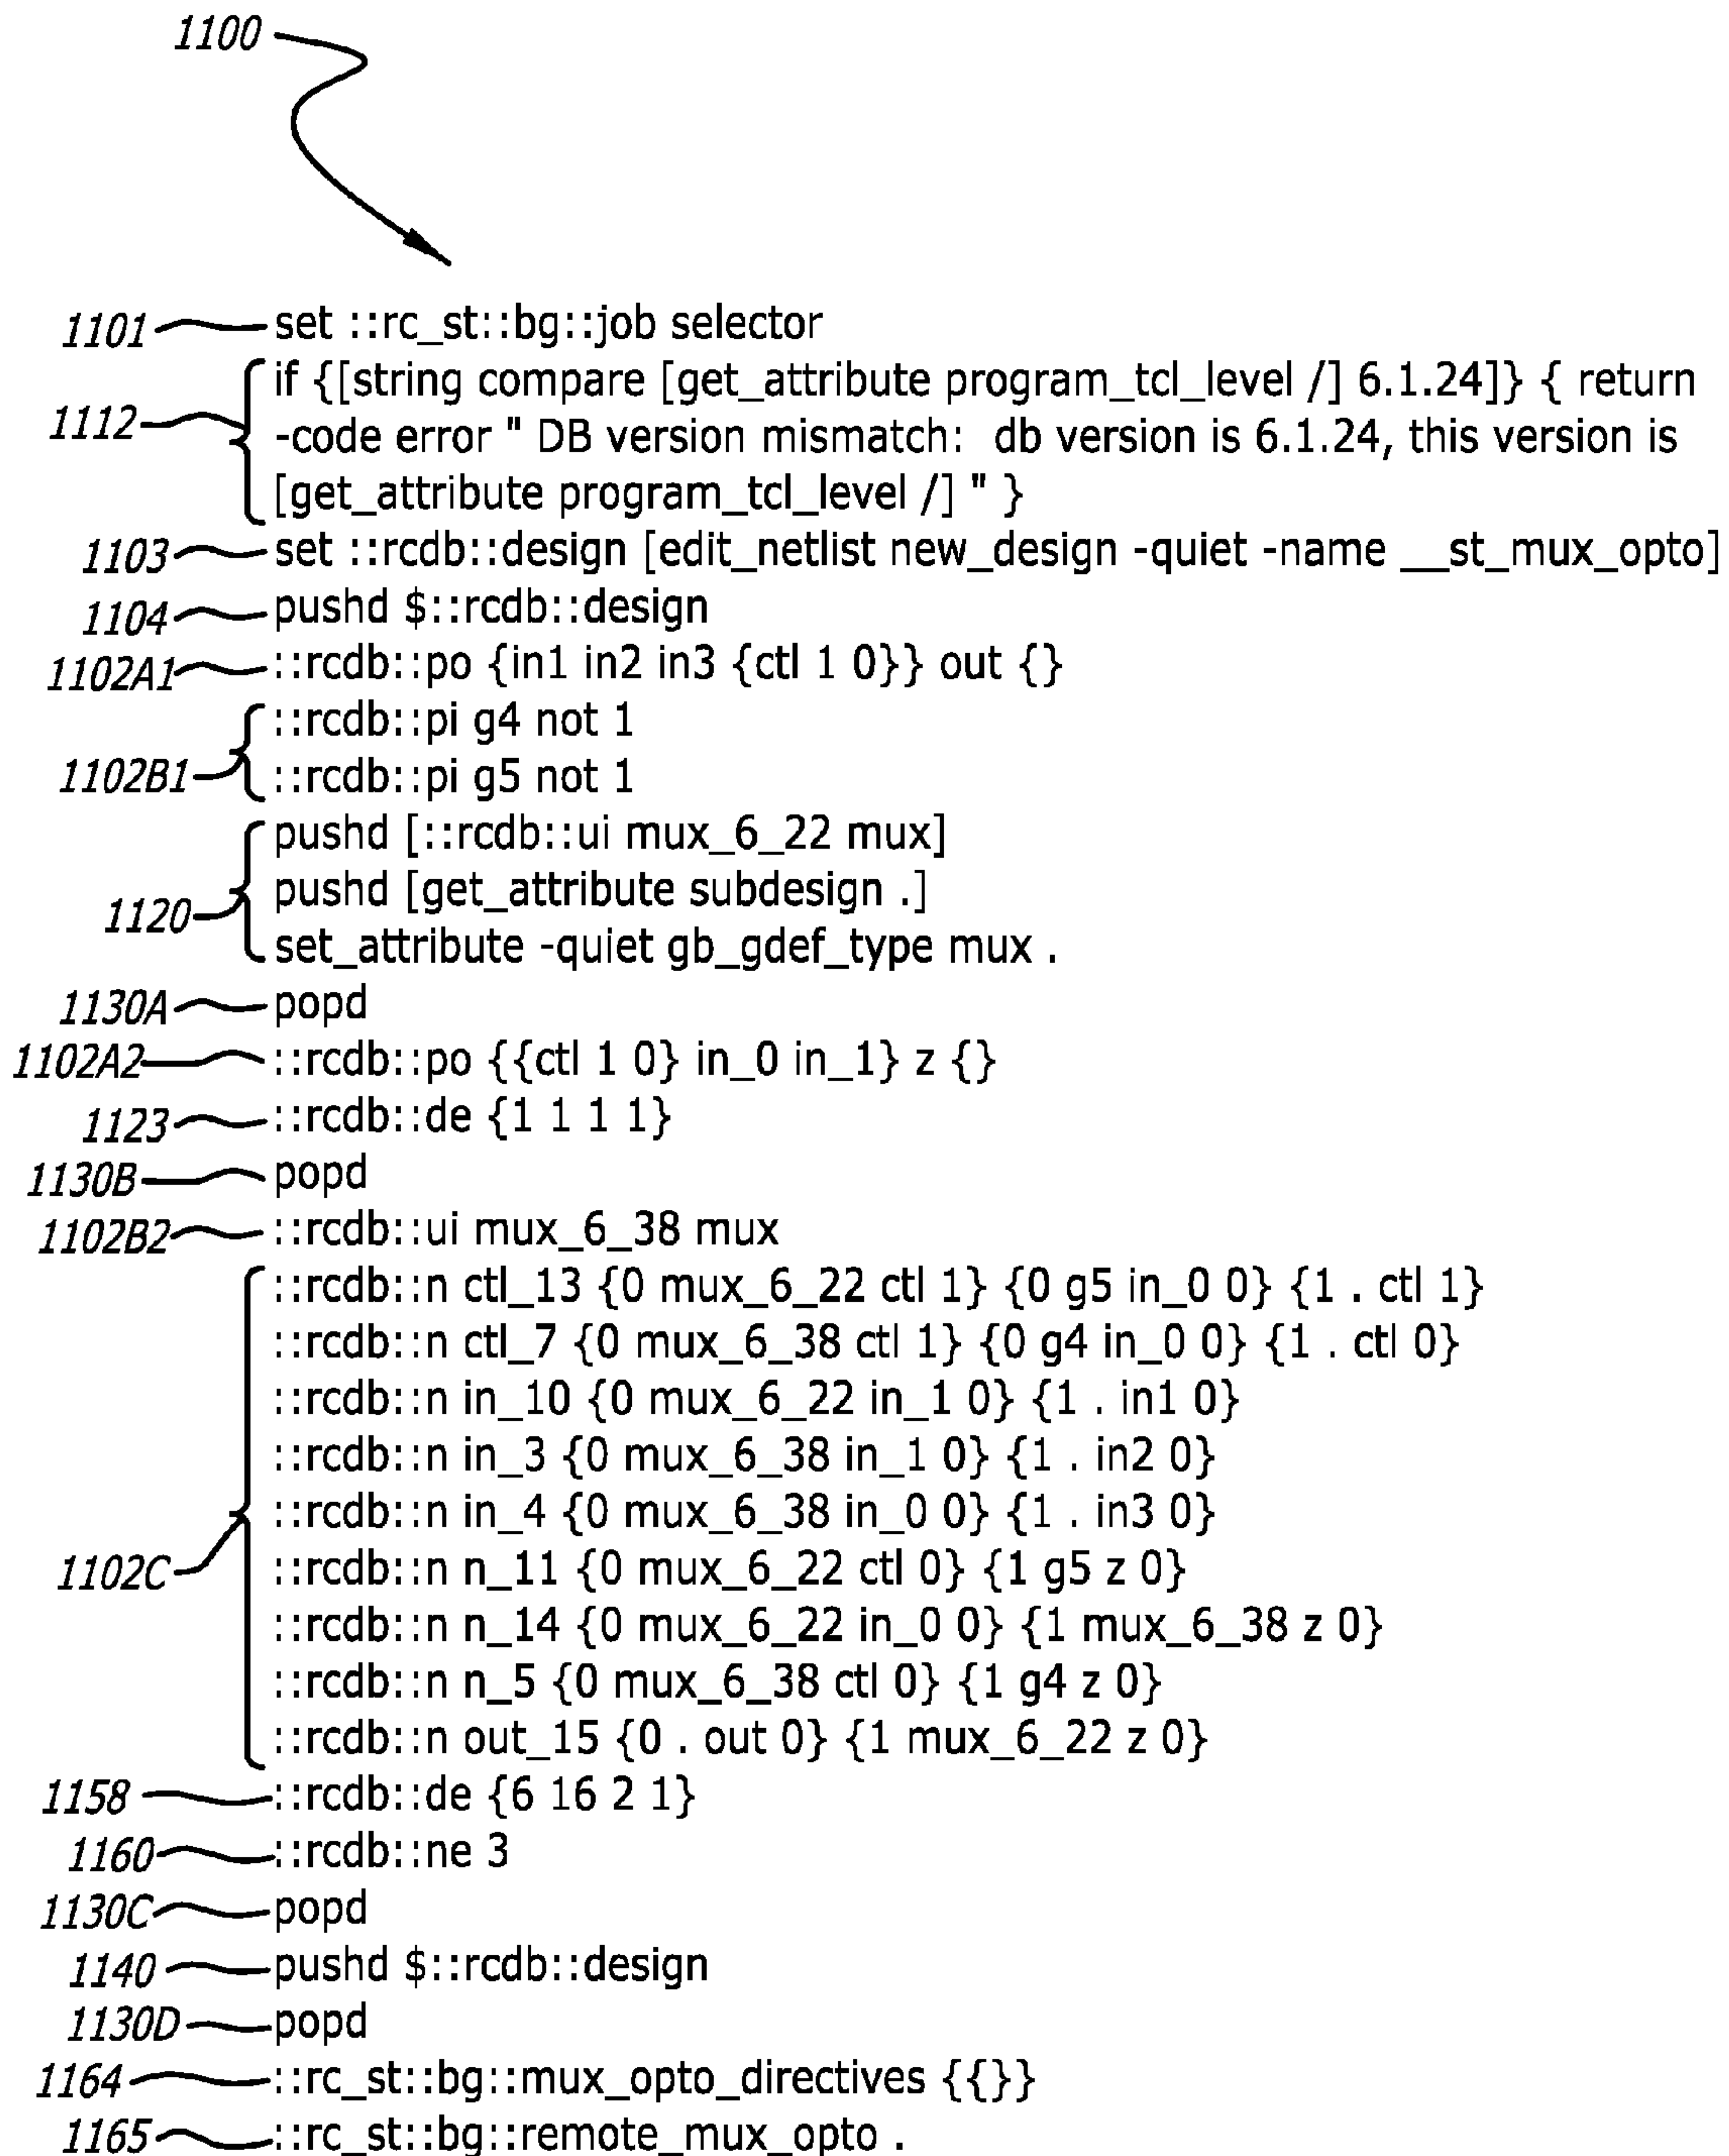 1100
1101 set ::rc_st::bg::job selector
if {[string compare [get_attribute program_tcl_level /] 6.1.24]} { return
1112 -code error " DB version mismatch:  db version is 6.1.24, this version is
[get_attribute program_tcl_level /] " }
1103 set ::rcdb::design [edit_netlist new_design -quiet -name __st_mux_opto]
1104 pushd $::rcdb::design
1102A1 ::rcdb::po {in1 in2 in3 {ctl 1 0}} out {}
::rcdb::pi g4 not 1
1102B1 ::rcdb::pi g5 not 1
pushd [::rcdb::ui mux_6_22 mux]
1120 pushd [get_attribute subdesign .]
set_attribute -quiet gb_gdef_type mux .
1130A popd
1102A2 ::rcdb::po {{ctl 1 0} in_0 in_1} z {}
1123 ::rcdb::de {1 1 1 1}
1130B popd
1102B2 ::rcdb::ui mux_6_38 mux
::rcdb::n ctl_13 {0 mux_6_22 ctl 1} {0 g5 in_0 0} {1 . ctl 1}
::rcdb::n ctl_7 {0 mux_6_38 ctl 1} {0 g4 in_0 0} {1 . ctl 0}
::rcdb::n in_10 {0 mux_6_22 in_1 0} {1 . in1 0}
::rcdb::n in_3 {0 mux_6_38 in_1 0} {1 . in2 0}
::rcdb::n in_4 {0 mux_6_38 in_0 0} {1 . in3 0}
1102C ::rcdb::n n_11 {0 mux_6_22 ctl 0} {1 g5 z 0}
::rcdb::n n_14 {0 mux_6_22 in_0 0} {1 mux_6_38 z 0}
::rcdb::n n_5 {0 mux_6_38 ctl 0} {1 g4 z 0}
::rcdb::n out_15 {0 . out 0} {1 mux_6_22 z 0}
1158 ::rcdb::de {6 16 2 1}
1160 ::rcdb::ne 3
1130C popd
1140 pushd $::rcdb::design
1130D popd
1164 ::rc_st::bg::mux_opto_directives {{}}
1165 ::rc_st::bg::remote_mux_opto .